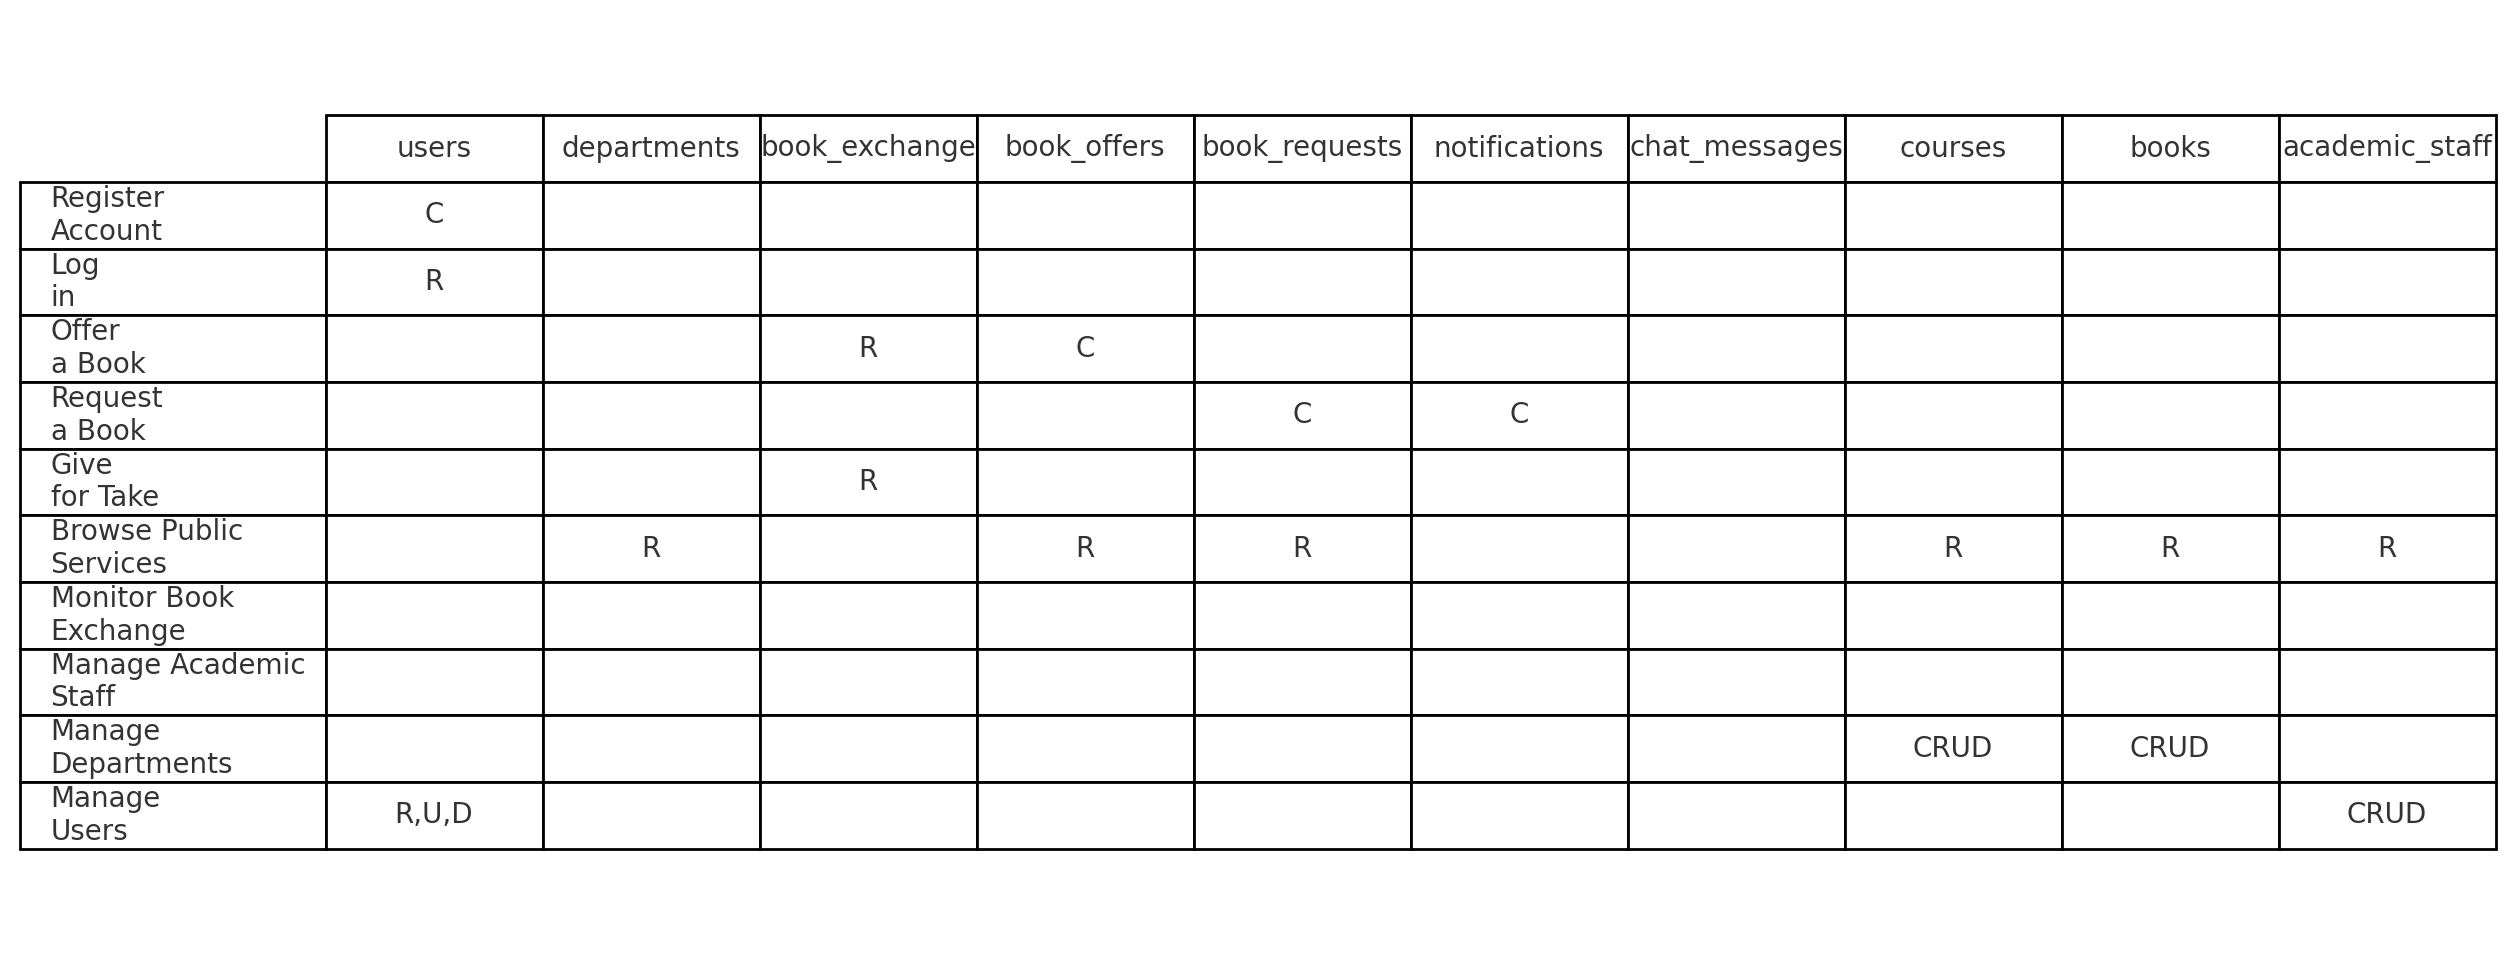 users departments book_exchange book_offers book_requests notifications chat_messages courses books academic_staff
Register
Account
C
Log
in
R
Offer
a Book
R C
Request
a Book
C C
Give
for Take
R
Browse Public
Services
R R R R R R
Monitor Book
Exchange
Manage Academic
Staff
Manage
Departments
CRUD CRUD
Manage
Users
R,U,D CRUD